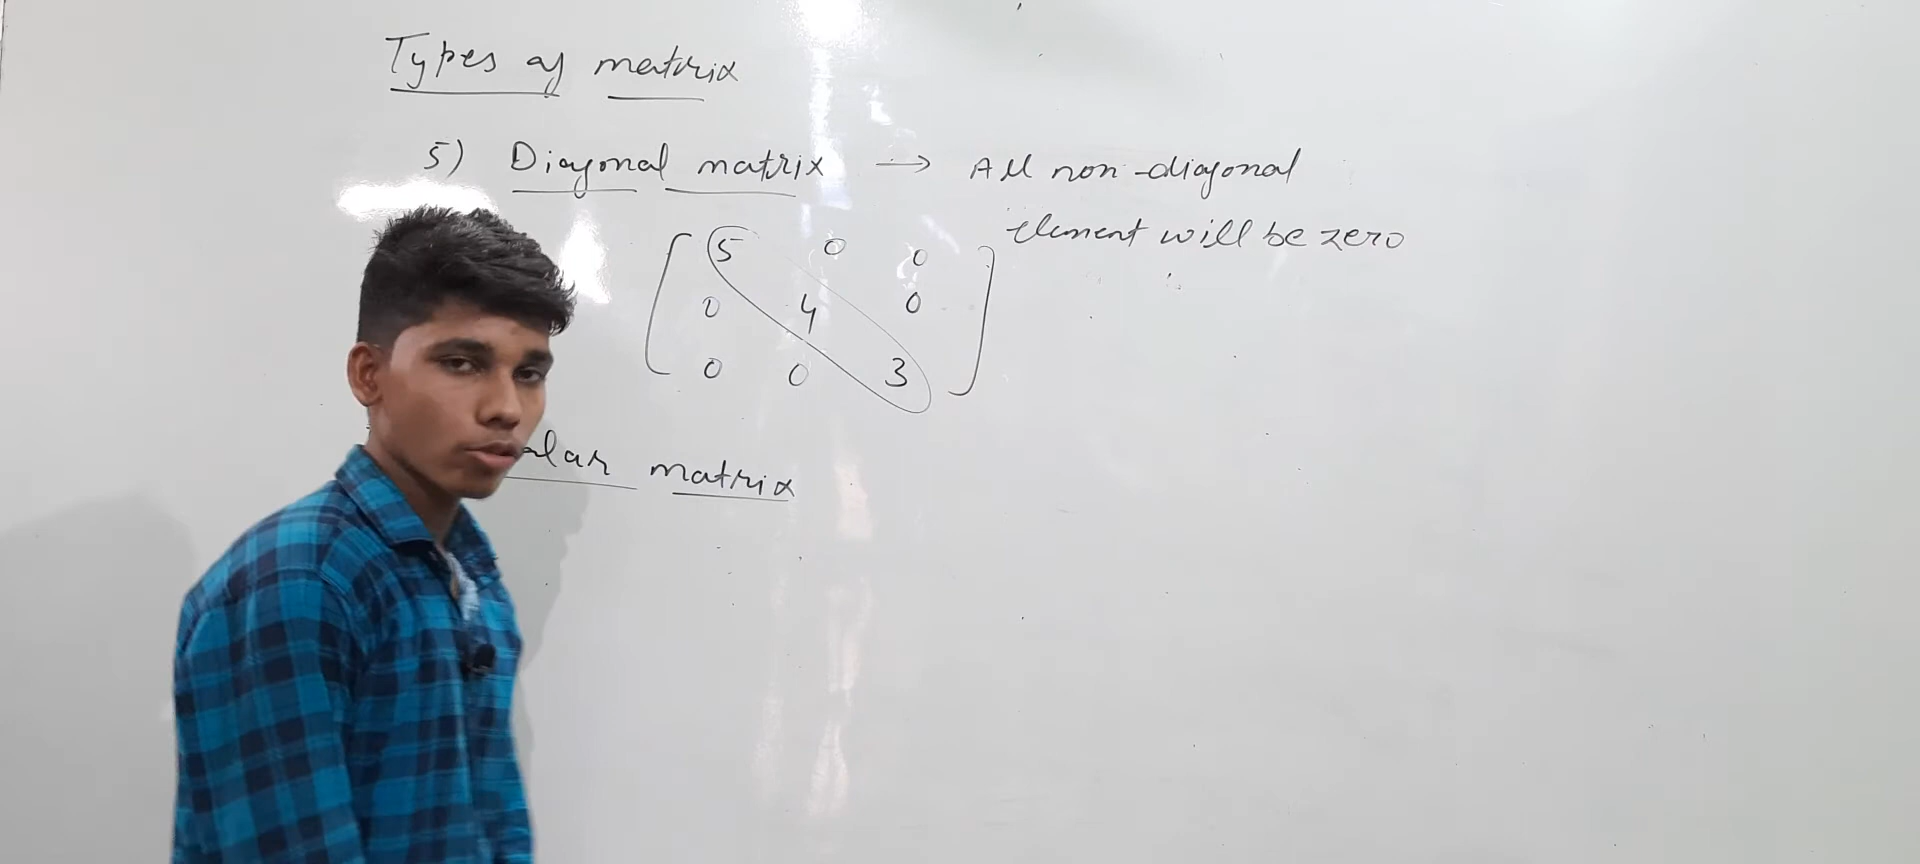 Types of matrix
5) Diagonal matrix → All non-diagonal
element will be zero
5 0 0
0 4 0
0 0 3
alar matrix